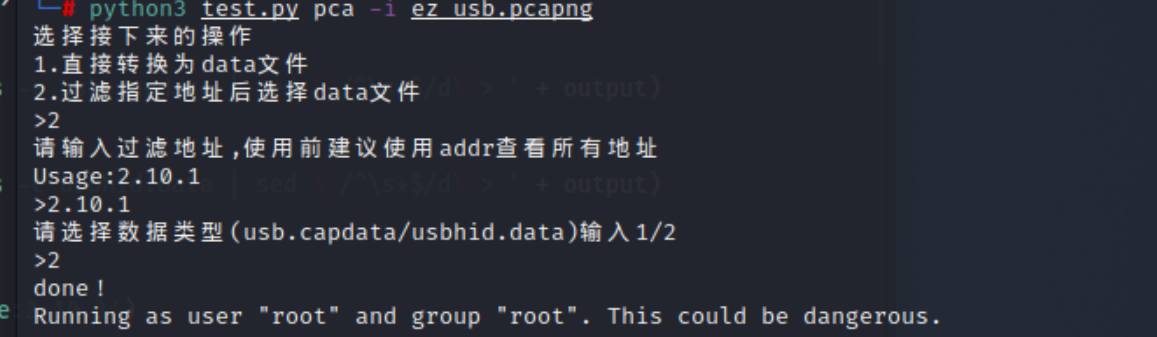 └─# python3 test.py pca -i ez_usb.pcapng
选择接下来的操作
1.直接转换为data文件
2.过滤指定地址后选择data文件
>2
请输入过滤地址,使用前建议使用addr查看所有地址
Usage:2.10.1
>2.10.1
请选择数据类型(usb.capdata/usbhid.data)输入1/2
>2
done!
Running as user "root" and group "root". This could be dangerous.